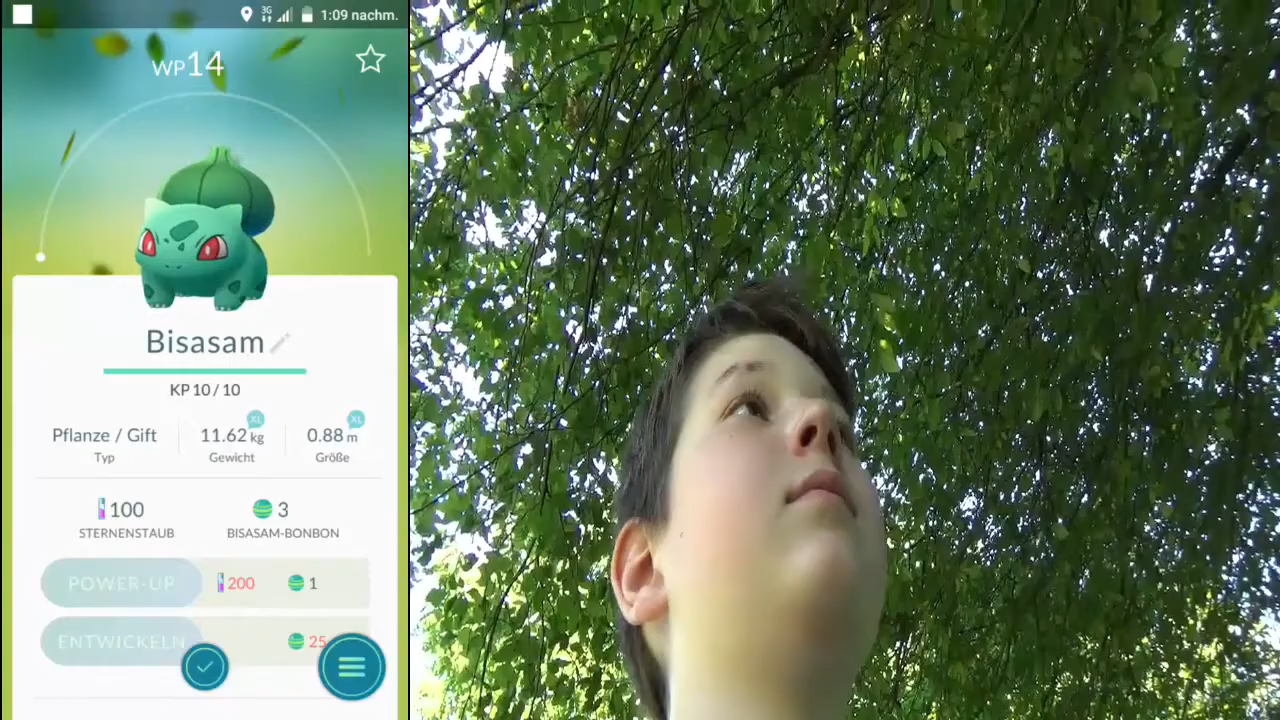 3G 1:09 nachm.
WP14
Bisasam
KP 10 / 10
XL XL
Pflanze / Gift 11.62 kg 0.88 m
Typ Gewicht Größe
100 3
STERNENSTAUB BISASAM-BONBON
POWER-UP 200 1
ENTWICKELN 25